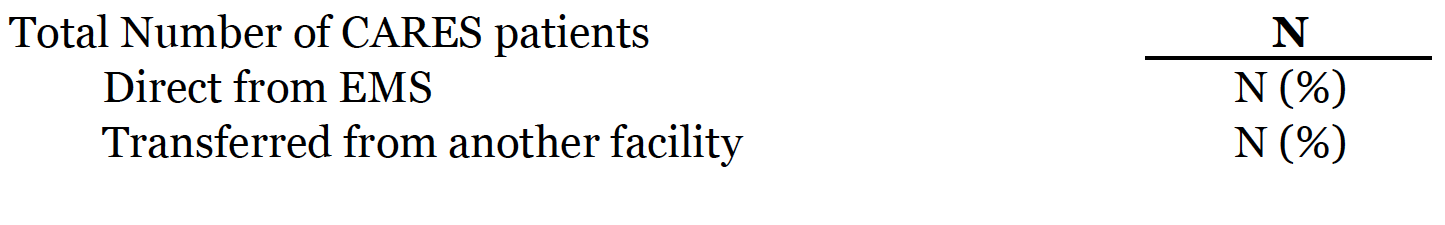 Total Number of CARES patients N
Direct from EMS N (%)
Transferred from another facility N (%)